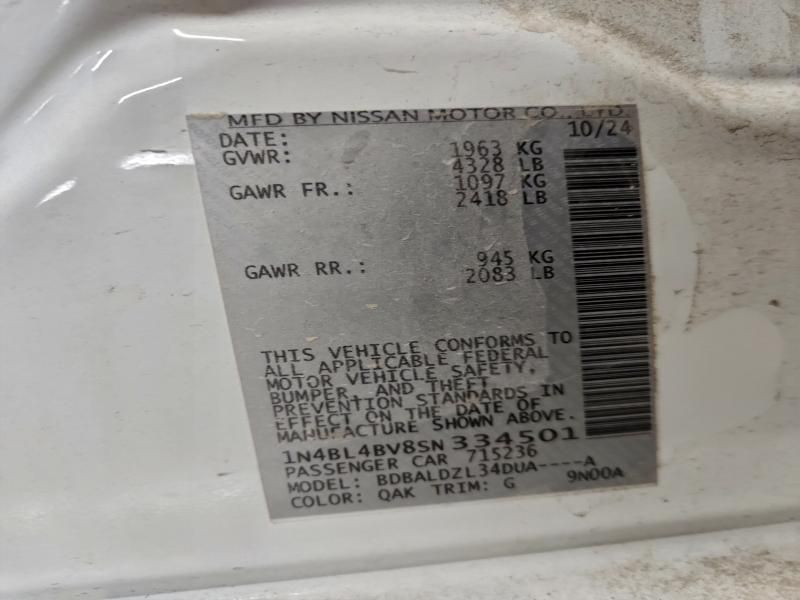 MFD BY NISSAN MOTOR CO., LTD.
DATE: 10/24
GVWR: 1963 KG
4328 LB
GAWR FR.: 1097 KG
2418 LB
GAWR RR.: 945 KG
2083 LB
THIS VEHICLE CONFORMS TO
ALL APPLICABLE FEDERAL
MOTOR VEHICLE SAFETY,
BUMPER, AND THEFT
PREVENTION STANDARDS IN
EFFECT ON THE DATE OF
MANUFACTURE SHOWN ABOVE.
1N4BL4BV8SN334501
PASSENGER CAR 715236
MODEL: BDBALDZL34DUA----A
COLOR: QAK TRIM: G 9N00A